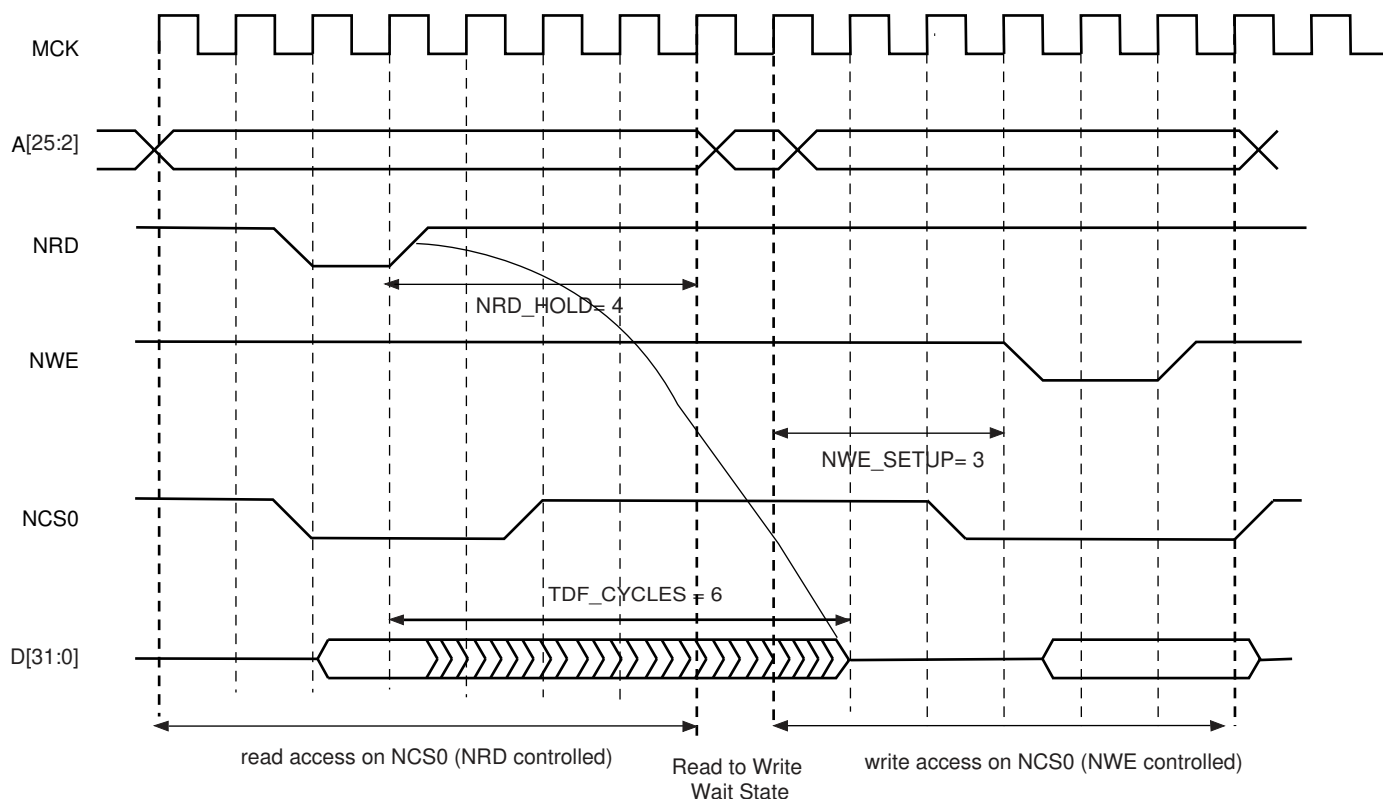 MCK
A[25:2]
NRD
NRD_HOLD= 4
NWE
NWE_SETUP= 3
NCS0
TDF_CYCLES = 6
D[31:0]
read access on NCS0 (NRD controlled)
Read to Write
Wait State
write access on NCS0 (NWE controlled)